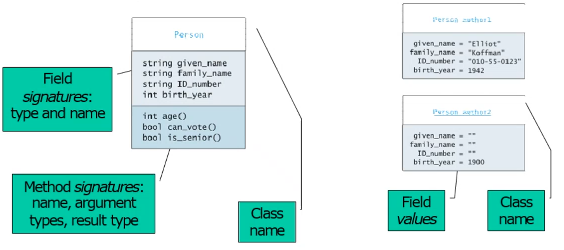 Person
string given_name
string family_name
string ID_number
int birth_year
int age()
bool can_vote()
bool is_senior()
Field
signatures:
type and name
Method signatures:
name, argument
types, result type
Class
name
Person author1
given_name = "Elliot"
family_name = "Koffman"
ID_number = "010-55-0123"
birth_year = 1942
Person author2
given_name = ""
family_name = ""
ID_number = ""
birth_year = 1900
Field
values
Class
name